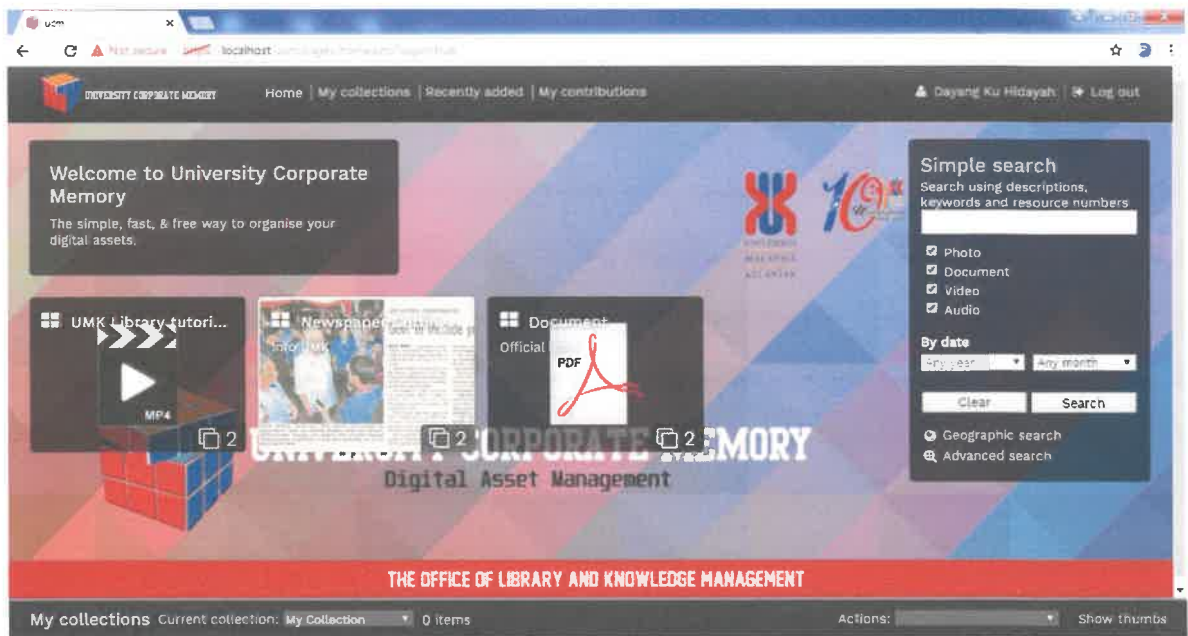 ucm
Not secure https localhost
UNIVERSITY CORPORATE MEMORY
Home | My collections | Recently added | My contributions
Dayang Ku Hidayah | Log out
Welcome to University Corporate
Memory
The simple, fast, & free way to organise your
digital assets.
Simple search
Search using descriptions,
keywords and resource numbers
Photo
Document
Video
Audio
By date
Any year
Any month
Clear
Search
Geographic search
Advanced search
UMK Library tutori...
MP4
2
Newspaper
Info UMK
2
Document
Official
PDF
2
UNIVERSITY CORPORATE MEMORY
Digital Asset Management
THE OFFICE OF LIBRARY AND KNOWLEDGE MANAGEMENT
My collections Current collection: My Collection 0 items
Actions:
Show thumbs